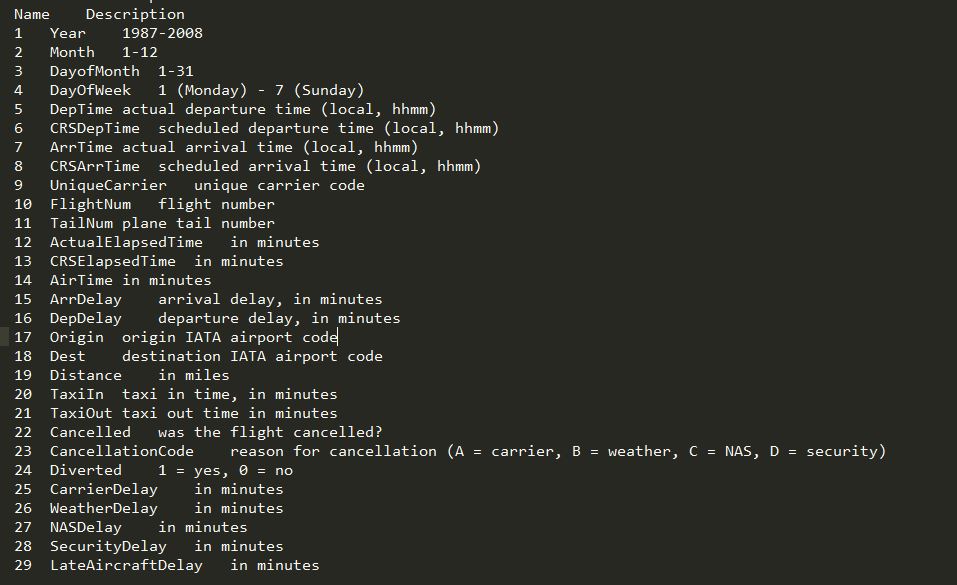 Name    Description
1   Year    1987-2008
2   Month   1-12
3   DayofMonth  1-31
4   DayOfWeek   1 (Monday) - 7 (Sunday)
5   DepTime actual departure time (local, hhmm)
6   CRSDepTime  scheduled departure time (local, hhmm)
7   ArrTime actual arrival time (local, hhmm)
8   CRSArrTime  scheduled arrival time (local, hhmm)
9   UniqueCarrier   unique carrier code
10  FlightNum   flight number
11  TailNum plane tail number
12  ActualElapsedTime   in minutes
13  CRSElapsedTime  in minutes
14  AirTime in minutes
15  ArrDelay    arrival delay, in minutes
16  DepDelay    departure delay, in minutes
17  Origin  origin IATA airport code
18  Dest    destination IATA airport code
19  Distance    in miles
20  TaxiIn  taxi in time, in minutes
21  TaxiOut taxi out time in minutes
22  Cancelled   was the flight cancelled?
23  CancellationCode    reason for cancellation (A = carrier, B = weather, C = NAS, D = security)
24  Diverted    1 = yes, 0 = no
25  CarrierDelay    in minutes
26  WeatherDelay    in minutes
27  NASDelay    in minutes
28  SecurityDelay   in minutes
29  LateAircraftDelay   in minutes